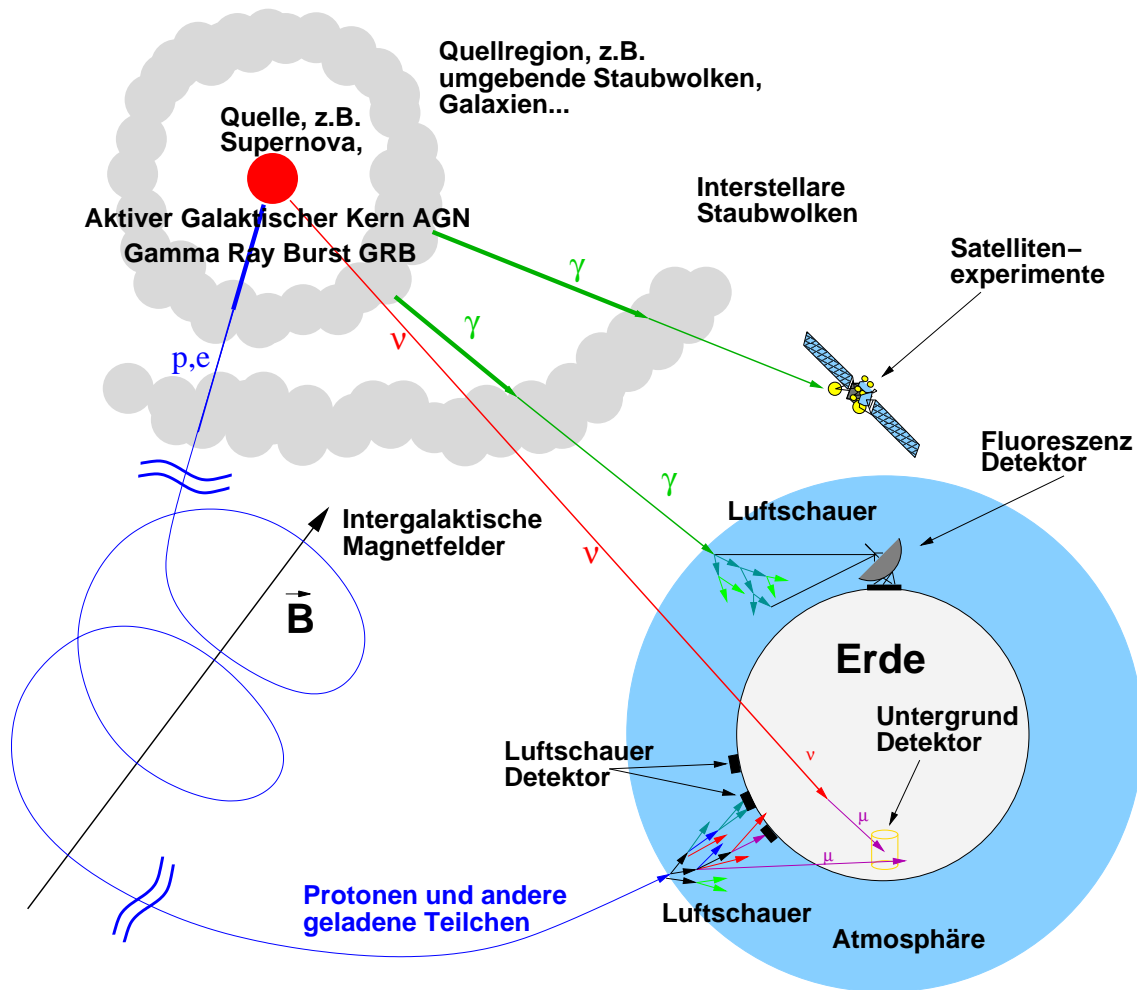 Quellregion, z.B.
umgebende Staubwolken,
Galaxien...
Quelle, z.B.
Supernova,
Aktiver Galaktischer Kern AGN
Gamma Ray Burst GRB
Interstellare
Staubwolken
Satelliten–
experimente
γ
γ
ν
p,e
Fluoreszenz
Detektor
γ
Luftschauer
Intergalaktische
Magnetfelder
ν
B
Erde
Untergrund
Detektor
Luftschauer
Detektor
ν
μ
μ
Protonen und andere
geladene Teilchen
Luftschauer
Atmosphäre